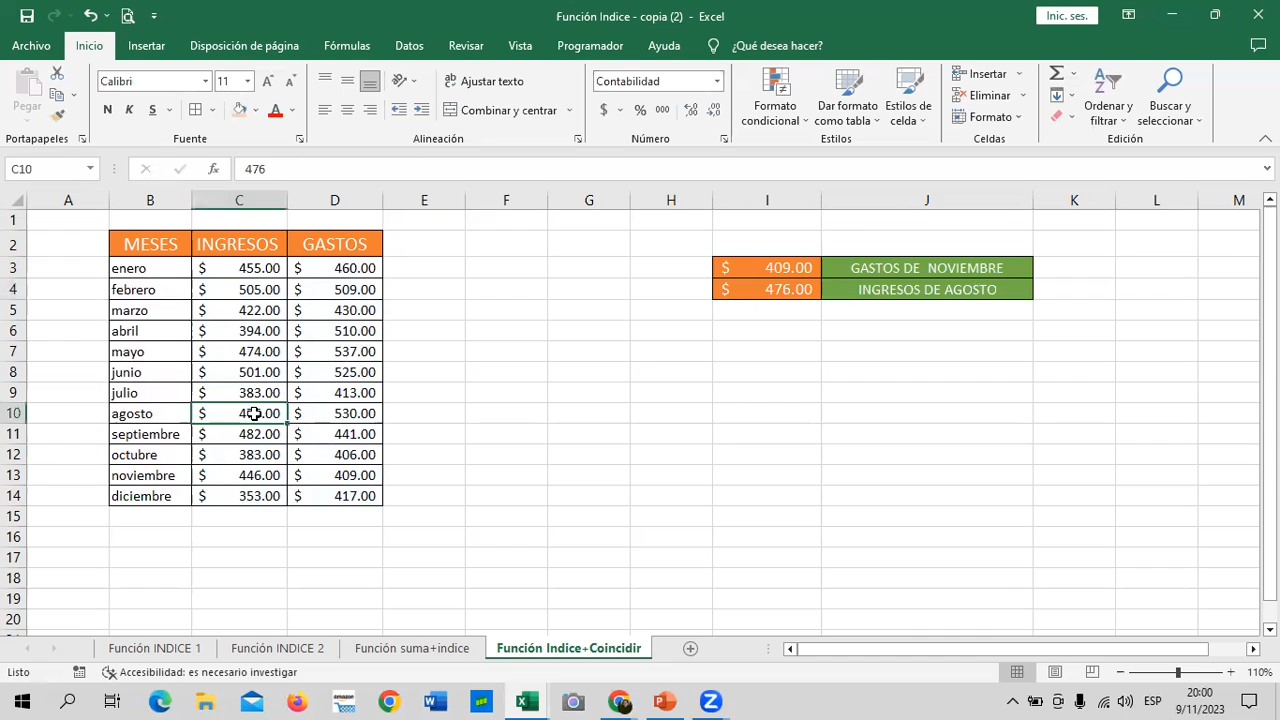 Función Indice - copia (2) - Excel
Inic. ses.
Archivo Inicio Insertar Disposición de página Fórmulas Datos Revisar Vista Programador Ayuda ¿Qué desea hacer?
Pegar
Calibri 11
N K S
Ajustar texto
Combinar y centrar
Contabilidad
$ % 000
Formato condicional
Dar formato como tabla
Estilos de celda
Insertar
Eliminar
Formato
Ordenar y filtrar
Buscar y seleccionar
Portapapeles Fuente Alineación Número Estilos Celdas Edición
C10 fx 476
A B C D E F G H I J K L M
1
2 MESES INGRESOS GASTOS
3 enero $ 455.00 $ 460.00 $ 409.00 GASTOS DE NOVIEMBRE
4 febrero $ 505.00 $ 509.00 $ 476.00 INGRESOS DE AGOSTO
5 marzo $ 422.00 $ 430.00
6 abril $ 394.00 $ 510.00
7 mayo $ 474.00 $ 537.00
8 junio $ 501.00 $ 525.00
9 julio $ 383.00 $ 413.00
10 agosto $ $ 530.00
11 septiembre $ 482.00 $ 441.00
12 octubre $ 383.00 $ 406.00
13 noviembre $ 446.00 $ 409.00
14 diciembre $ 353.00 $ 417.00
15
16
17
18
19
20
Función INDICE 1 Función INDICE 2 Función suma+indice Función Indice+Coincidir
Listo Accesibilidad: es necesario investigar 110%
amazon
ESP 20:00
9/11/2023